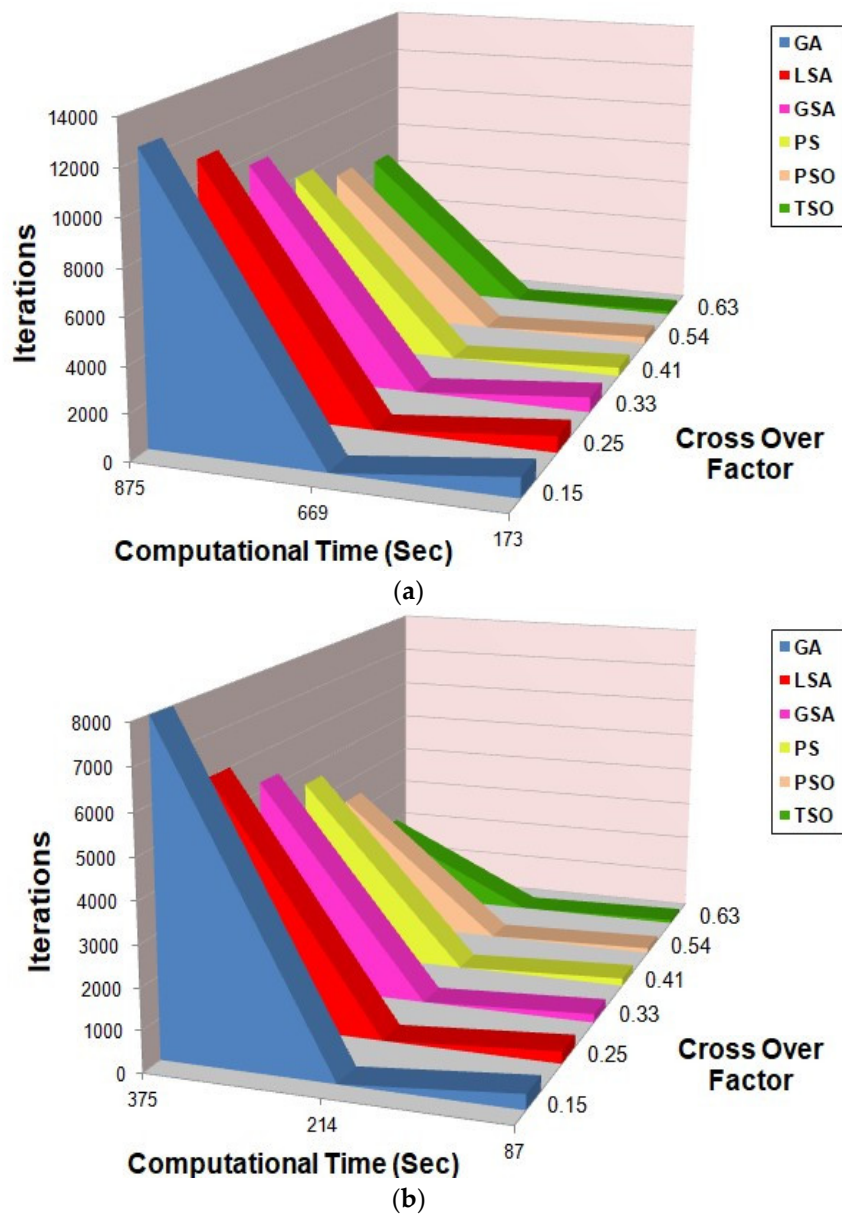 GA
LSA
GSA
PS
PSO
TSO
14000
12000
10000
8000
6000
4000
2000
0
Iterations
875
669
173
Computational Time (Sec)
0.63
0.54
0.41
0.33
0.25
0.15
Cross Over
Factor
(a)
GA
LSA
GSA
PS
PSO
TSO
8000
7000
6000
5000
4000
3000
2000
1000
0
Iterations
375
214
87
Computational Time (Sec)
0.63
0.54
0.41
0.33
0.25
0.15
Cross Over
Factor
(b)